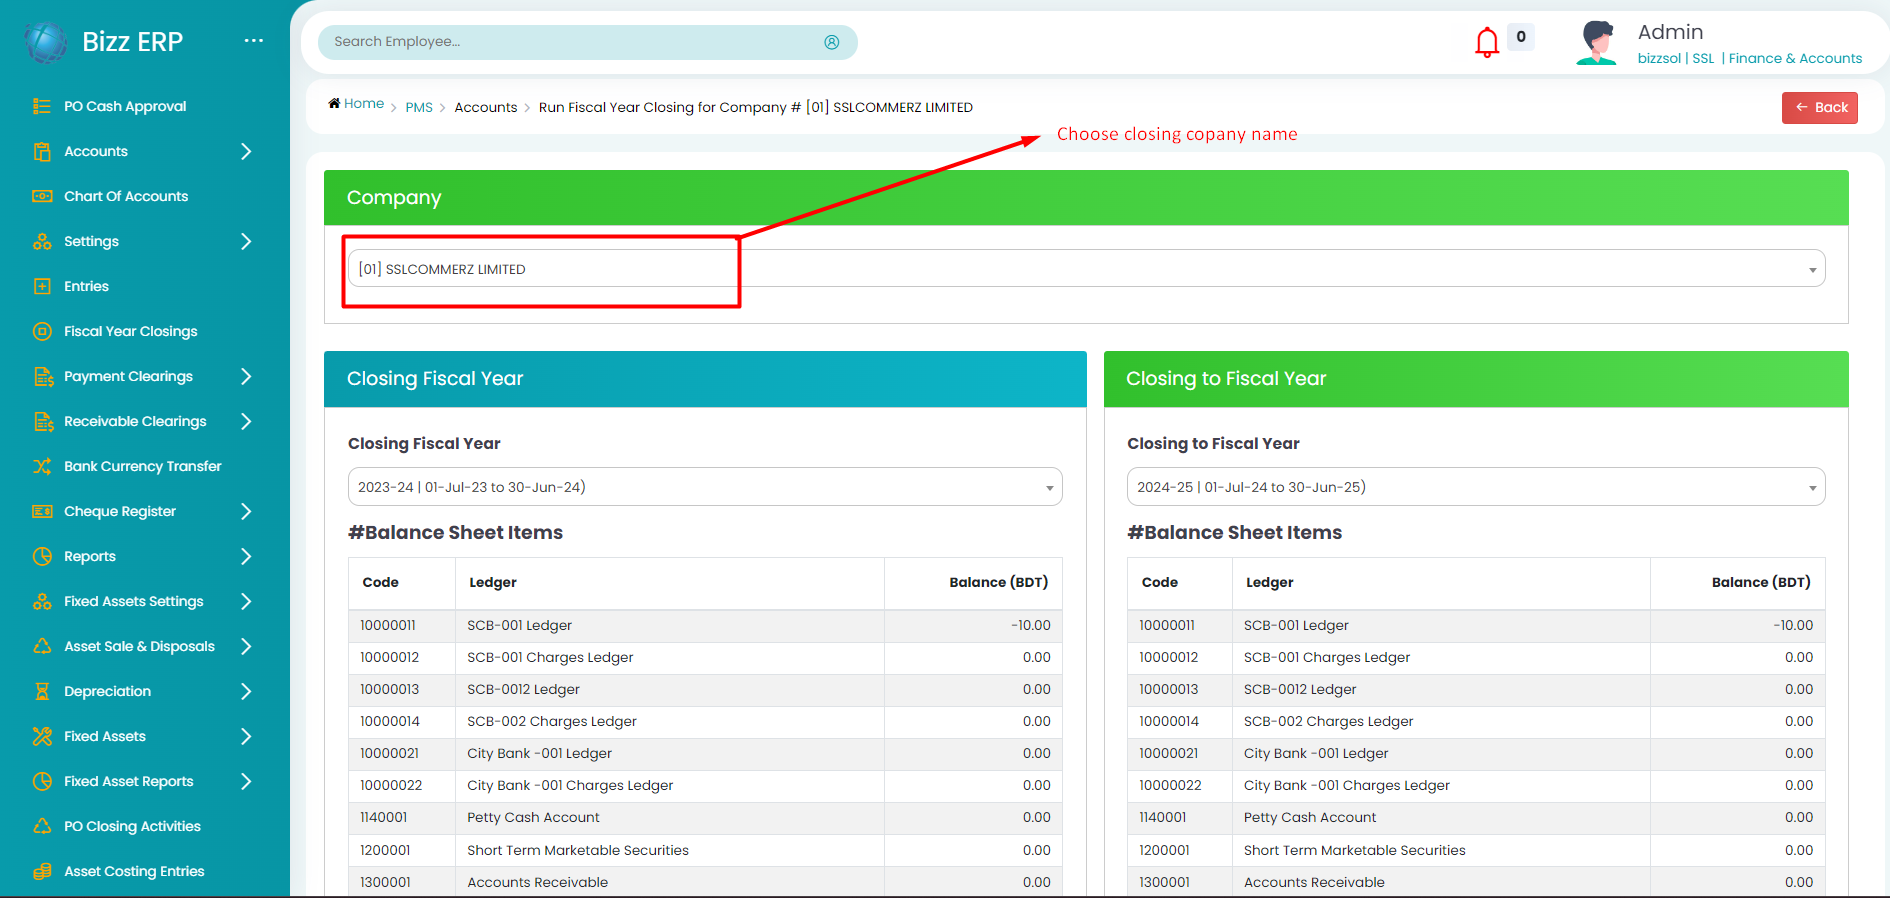 Bizz ERP
PO Cash Approval
Accounts
Chart Of Accounts
Settings
Entries
Fiscal Year Closings
Payment Clearings
Receivable Clearings
Bank Currency Transfer
Cheque Register
Reports
Fixed Assets Settings
Asset Sale & Disposals
Depreciation
Fixed Assets
Fixed Asset Reports
PO Closing Activities
Asset Costing Entries
Search Employee...
0
Admin
bizzsol | SSL | Finance & Accounts
Home > PMS > Accounts > Run Fiscal Year Closing for Company # [01] SSLCOMMERZ LIMITED
← Back
Choose closing copany name
Company
[01] SSLCOMMERZ LIMITED
Closing Fiscal Year
Closing Fiscal Year
2023-24 | 01-Jul-23 to 30-Jun-24)
#Balance Sheet Items
Code Ledger Balance (BDT)
10000011 SCB-001 Ledger -10.00
10000012 SCB-001 Charges Ledger 0.00
10000013 SCB-0012 Ledger 0.00
10000014 SCB-002 Charges Ledger 0.00
10000021 City Bank -001 Ledger 0.00
10000022 City Bank -001 Charges Ledger 0.00
1140001 Petty Cash Account 0.00
1200001 Short Term Marketable Securities 0.00
1300001 Accounts Receivable 0.00
Closing to Fiscal Year
Closing to Fiscal Year
2024-25 | 01-Jul-24 to 30-Jun-25)
#Balance Sheet Items
Code Ledger Balance (BDT)
10000011 SCB-001 Ledger -10.00
10000012 SCB-001 Charges Ledger 0.00
10000013 SCB-0012 Ledger 0.00
10000014 SCB-002 Charges Ledger 0.00
10000021 City Bank -001 Ledger 0.00
10000022 City Bank -001 Charges Ledger 0.00
1140001 Petty Cash Account 0.00
1200001 Short Term Marketable Securities 0.00
1300001 Accounts Receivable 0.00